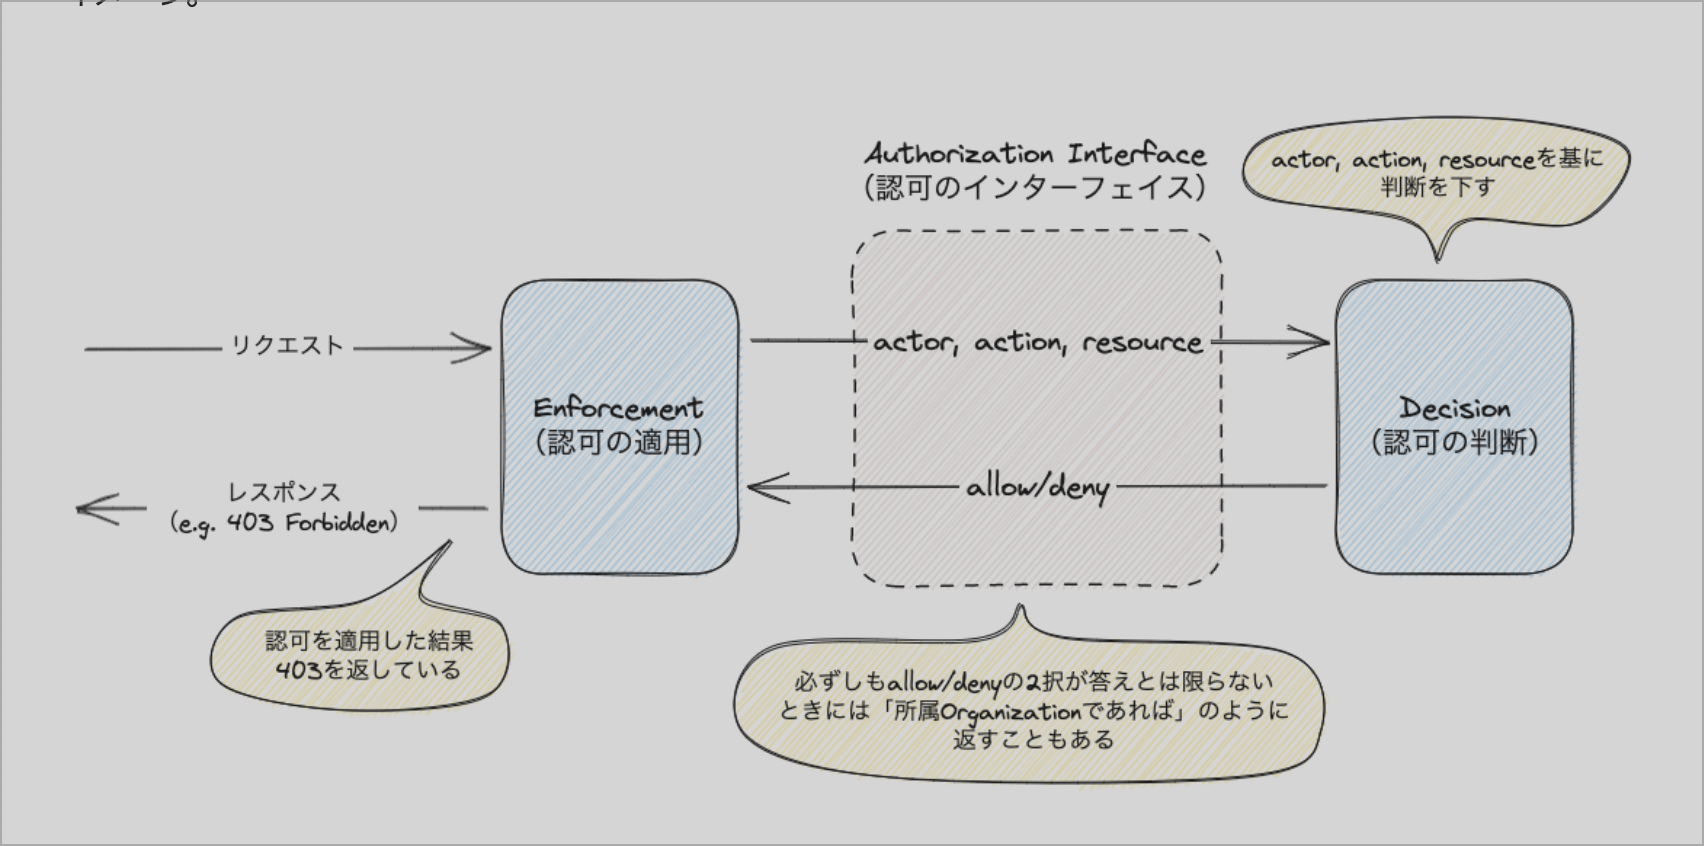 Authorization Interface
（認可のインターフェイス）
actor, action, resourceを基に
判断を下す
リクエスト
actor, action, resource
Enforcement
（認可の適用）
Decision
（認可の判断）
allow/deny
レスポンス
（e.g. 403 Forbidden）
認可を適用した結果
403を返している
必ずしもallow/denyの2択が答えとは限らない
ときには「所属Organizationであれば」のように
返すこともある